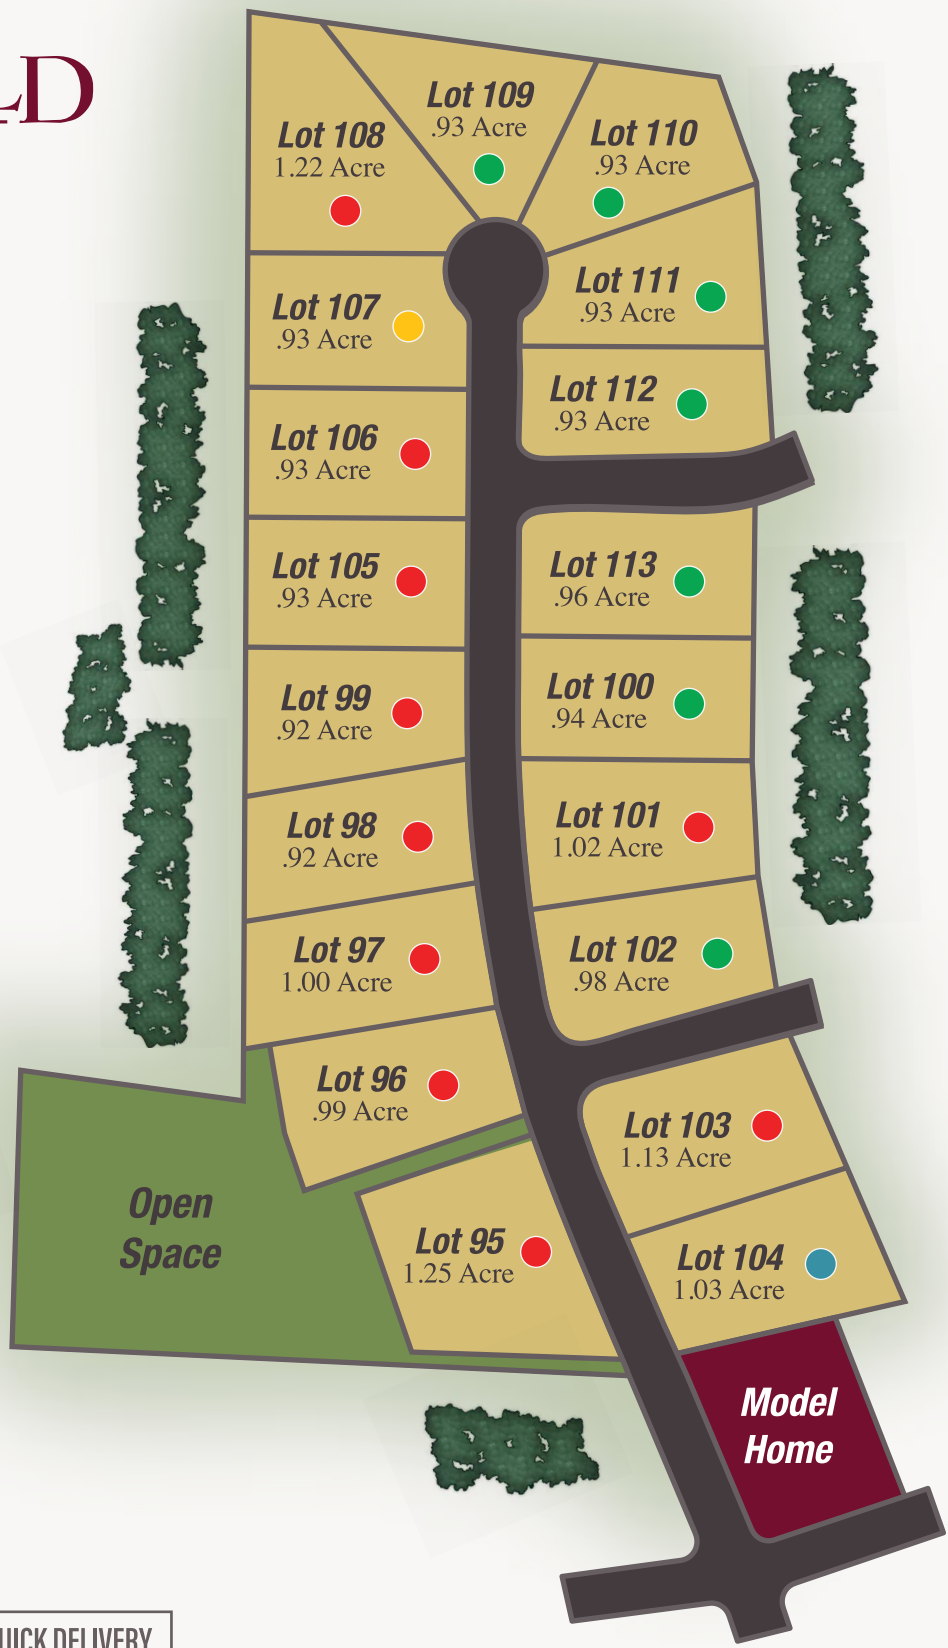 LD
Lot 109
.93 Acre
Lot 108
1.22 Acre
Lot 110
.93 Acre
Lot 111
.93 Acre
Lot 107
.93 Acre
Lot 112
.93 Acre
Lot 106
.93 Acre
Lot 105
.93 Acre
Lot 113
.96 Acre
Lot 99
.92 Acre
Lot 100
.94 Acre
Lot 98
.92 Acre
Lot 101
1.02 Acre
Lot 97
1.00 Acre
Lot 102
.98 Acre
Lot 96
.99 Acre
Lot 103
1.13 Acre
Open
Space
Lot 95
1.25 Acre
Lot 104
1.03 Acre
Model
Home
UICK DELIVERY